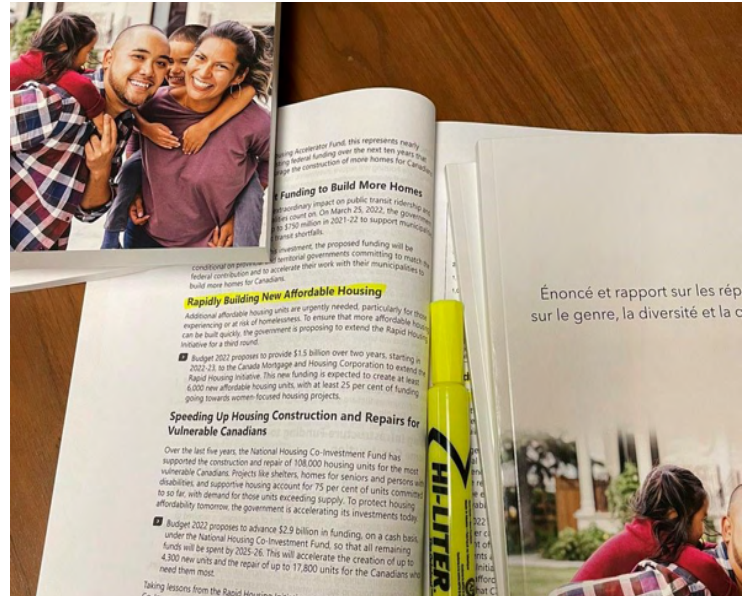 using Accelerator Fund, this represents nearly
federal funding over the next ten years that
age the construction of more homes for Canadians
Funding to Build More Homes
extraordinary impact on public transit ridership and
count on. On March 25, 2022, the government
to $750 million in 2021-22 to support municipal
transit shortfalls.
investment, the proposed funding will be
conditional on provincial territorial governments committing to match the
federal contribution and to accelerate their work with their municipalities to
build more homes for Canadians.
Rapidly Building New Affordable Housing
Additional affordable housing units are urgently needed, particularly for those
experiencing or at risk of homelessness. To ensure that more affordable housing
can be built quickly, the government is proposing to extend the Rapid Housing
Initiative for a third round.
Budget 2022 proposes to provide $1.5 billion over two years, starting in
2022-23, to the Canada Mortgage and Housing Corporation to extend the
Rapid Housing Initiative. This new funding is expected to create at least
6,000 new affordable housing units, with at least 25 per cent of funding
going towards women-focused housing projects.
Speeding Up Housing Construction and Repairs for
Vulnerable Canadians
Over the last five years, the National Housing Co-Investment Fund has
supported the construction and repair of 108,000 housing units for the most
vulnerable Canadians. Projects like shelters, homes for seniors and persons with
disabilities, and supportive housing account for 75 per cent of units committed
to so far, with demand for those units exceeding supply. To protect housing
affordability tomorrow, the government is accelerating its investments today.
Budget 2022 proposes to advance $2.9 billion in funding, on a cash basis,
under the National Housing Co-Investment Fund, so that all remaining
funds will be spent by 2025-26. This will accelerate the creation of up to
4,300 new units and the repair of up to 17,800 units for the Canadians who
need them most.
Taking lessons from the Rapid Housing
HI-LITER
Énoncé et rapport sur les rép
sur le genre, la diversité et la c